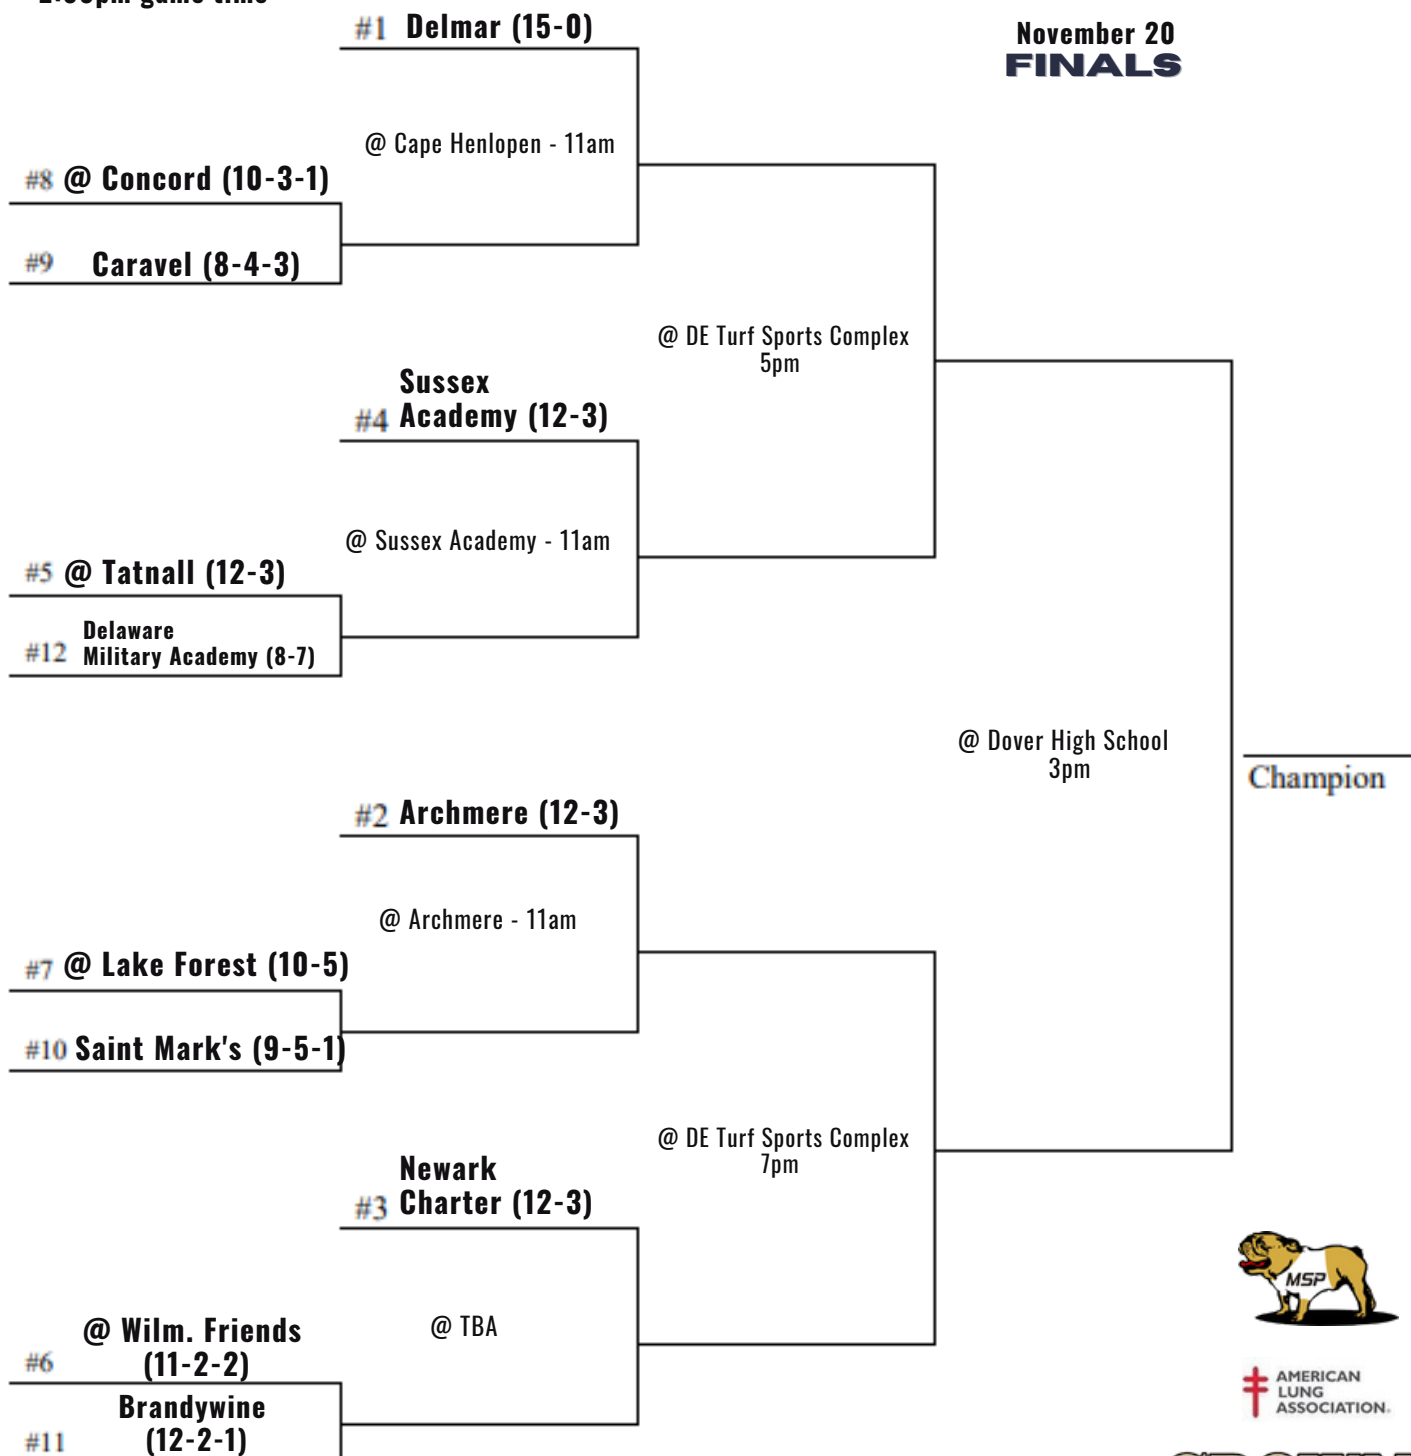 #1 Delmar (15-0)
November 20
FINALS
@ Cape Henlopen - 11am
#8 @ Concord (10-3-1)
#9 Caravel (8-4-3)
@ DE Turf Sports Complex
5pm
Sussex
#4 Academy (12-3)
@ Sussex Academy - 11am
#5 @ Tatnall (12-3)
Delaware
#12 Military Academy (8-7)
@ Dover High School
3pm
Champion
#2 Archmere (12-3)
@ Archmere - 11am
#7 @ Lake Forest (10-5)
#10 Saint Mark's (9-5-1)
@ DE Turf Sports Complex
7pm
Newark
#3 Charter (12-3)
MSP
@ Wilm. Friends
#6 (11-2-2)
@ TBA
Brandywine
#11 (12-2-1)
AMERICAN
LUNG
ASSOCIATION.